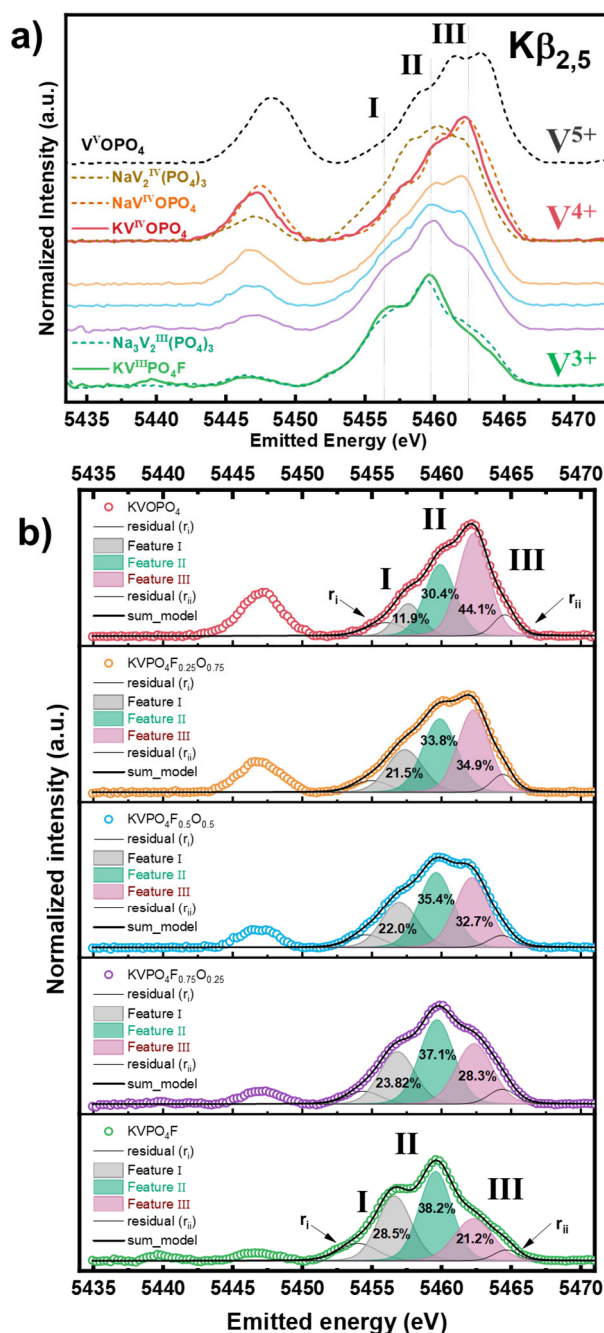 a)
Kβ2,5
I
II
III
VVOPO4
V5+
NaV2IV(PO4)3
NaVIVOPO4
KVIVOPO4
V4+
Na3V2III(PO4)3
KVIIIPO4F
V3+
Normalized Intensity (a.u.)
5435 5440 5445 5450 5455 5460 5465 5470
Emitted Energy (eV)
b)
5435 5440 5445 5450 5455 5460 5465 5470
Normalized intensity (a.u.)
KVOPO4
residual (ri)
Feature I
Feature II
Feature III
residual (rii)
sum_model
ri
I
II
III
rii
11.9%
30.4%
44.1%
KVPO4F0.25O0.75
residual (ri)
Feature I
Feature II
Feature III
residual (rii)
sum_model
21.5%
33.8%
34.9%
KVPO4F0.5O0.5
residual (ri)
Feature I
Feature II
Feature III
residual (rii)
sum_model
22.0%
35.4%
32.7%
KVPO4F0.75O0.25
residual (ri)
Feature I
Feature II
Feature III
residual (rii)
sum_model
23.82%
37.1%
28.3%
KVPO4F
residual (ri)
Feature I
Feature II
Feature III
residual (rii)
sum_model
ri
I
II
III
rii
28.5%
38.2%
21.2%
5435 5440 5445 5450 5455 5460 5465 5470
Emitted energy (eV)